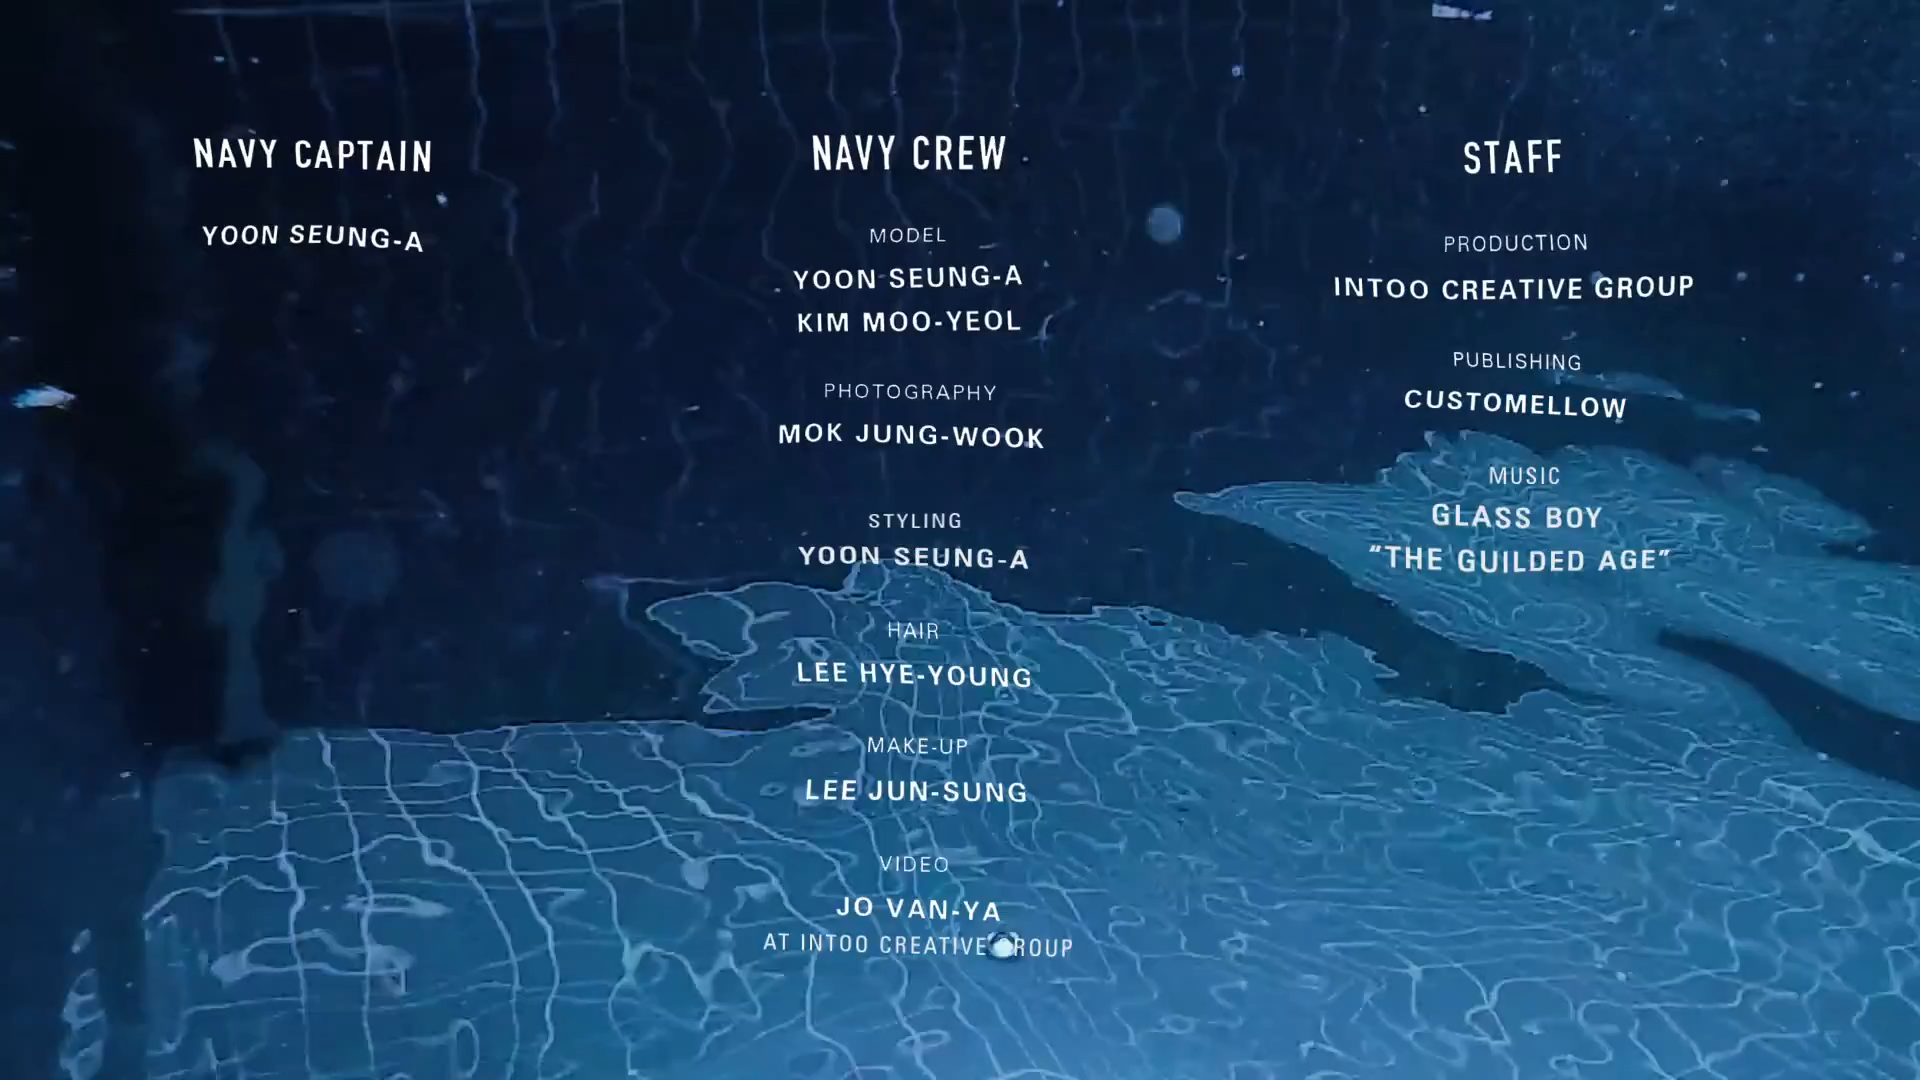 NAVY CAPTAIN
YOON SEUNG-A
NAVY CREW
MODEL
YOON SEUNG-A
KIM MOO-YEOL
PHOTOGRAPHY
MOK JUNG-WOOK
STYLING
YOON SEUNG-A
HAIR
LEE HYE-YOUNG
MAKE-UP
LEE JUN-SUNG
VIDEO
JO VAN-YA
AT INTOO CREATIVE GROUP
STAFF
PRODUCTION
INTOO CREATIVE GROUP
PUBLISHING
CUSTOMELLOW
MUSIC
GLASS BOY
“THE GUILDED AGE”